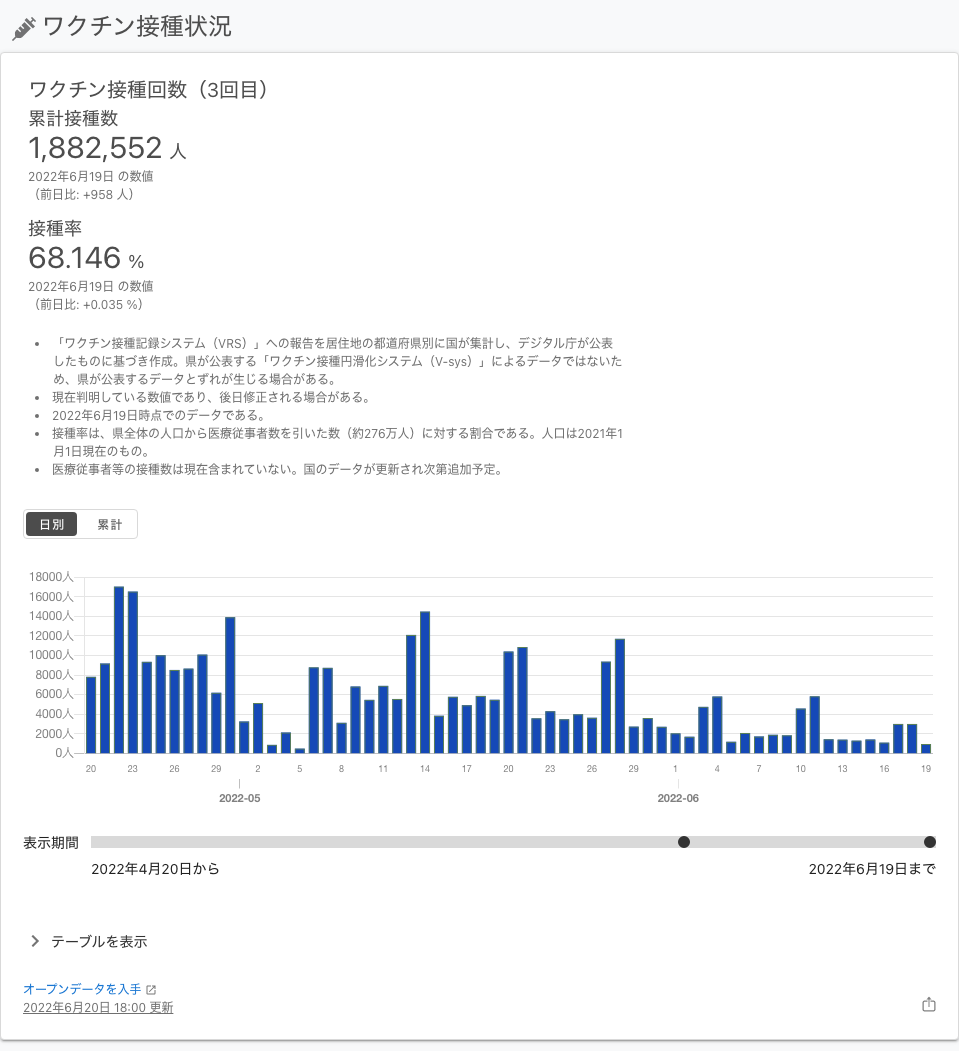 ワクチン接種状況
ワクチン接種回数（3回目）
累計接種数
1,882,552 人
2022年6月19日 の数値
（前日比: +958 人）
接種率
68.146 %
2022年6月19日 の数値
（前日比: +0.035 %）
• 「ワクチン接種記録システム（VRS）」への報告を居住地の都道府県別に国が集計し、デジタル庁が公表
したものに基づき作成。県が公表する「ワクチン接種円滑化システム（V-sys）」によるデータではないた
め、県が公表するデータとずれが生じる場合がある。
• 現在判明している数値であり、後日修正される場合がある。
• 2022年6月19日時点でのデータである。
• 接種率は、県全体の人口から医療従事者数を引いた数（約276万人）に対する割合である。人口は2021年1
月1日現在のもの。
• 医療従事者等の接種数は現在含まれていない。国のデータが更新され次第追加予定。
日別 累計
18000人
16000人
14000人
12000人
10000人
8000人
6000人
4000人
2000人
0人
20 23 26 29 2 5 8 11 14 17 20 23 26 29 1 4 7 10 13 16 19
2022-05 2022-06
表示期間
2022年4月20日から 2022年6月19日まで
テーブルを表示
オープンデータを入手
2022年6月20日 18:00 更新